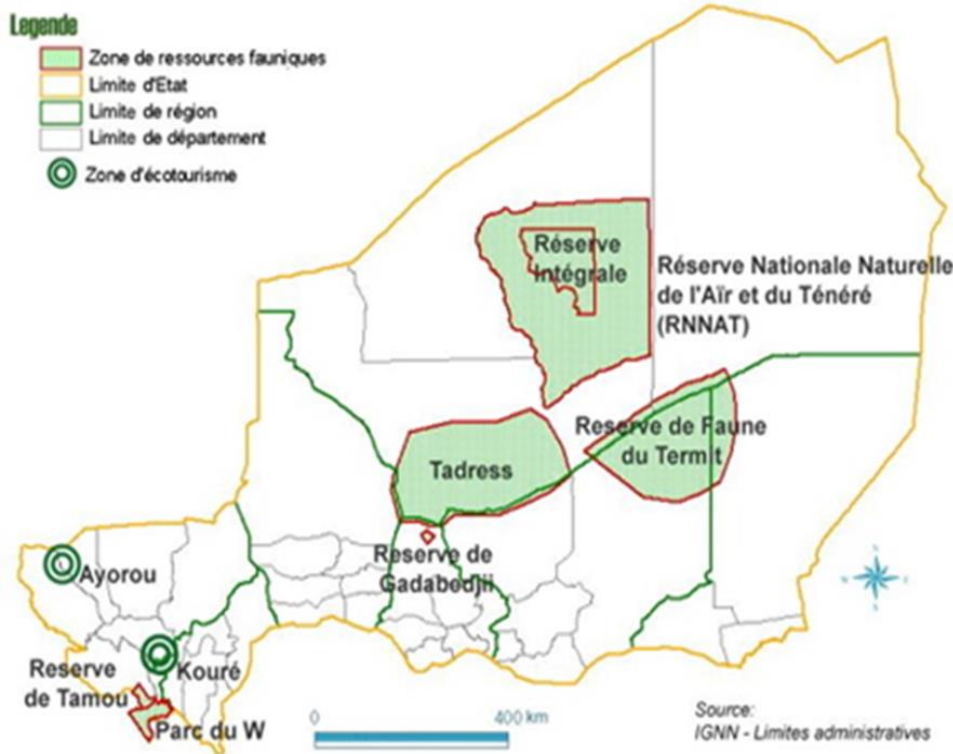 Legende
Zone de ressources fauniques
Limite d'Etat
Limite de région
Limite de département
Zone d'écotourisme
Réserve
Intégrale
Réserve Nationale Naturelle
de l'Aïr et du Ténéré
(RNNAT)
Reserve de Faune
du Termit
Tadress
Reserve de
Gadabedjii
Ayorou
Kouré
Reserve
de Tamou
Parc du W
0
400 km
Source:
IGNN - Limites administratives